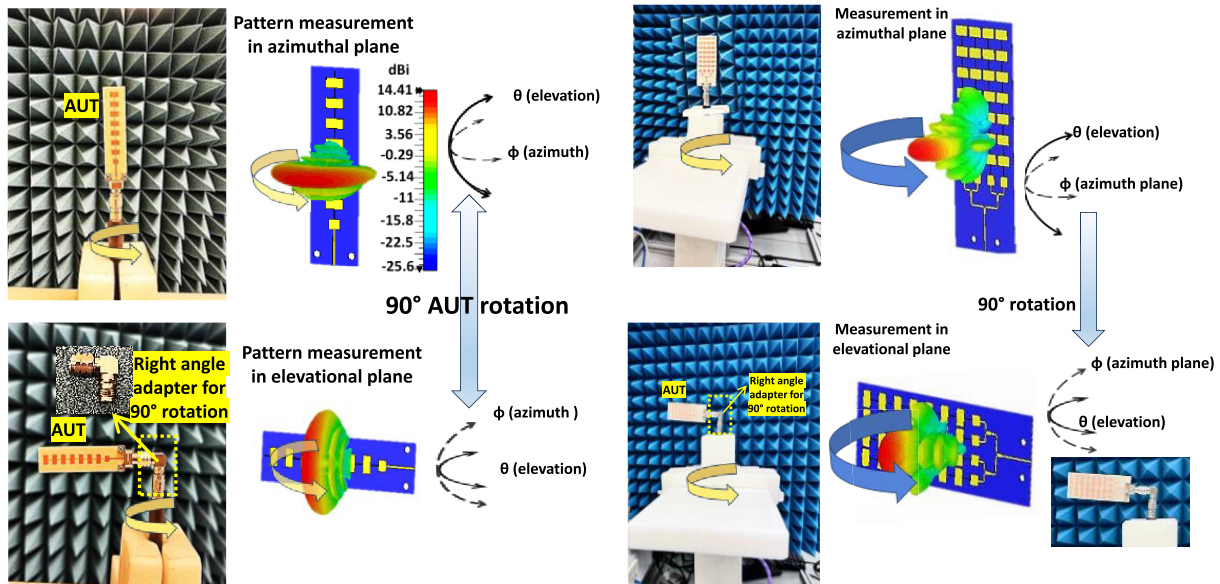 Pattern measurement
in azimuthal plane
AUT
dBi
14.41
10.82
3.56
-0.29
-5.14
-11
-15.8
-22.5
-25.6
θ (elevation)
ϕ (azimuth)
Measurement in
azimuthal plane
θ (elevation)
ϕ (azimuth plane)
90° AUT rotation
90° rotation
Right angle
adapter for
90° rotation
AUT
Pattern measurement
in elevational plane
ϕ (azimuth )
θ (elevation)
AUT
Right angle
adapter for
90° rotation
Measurement in
elevational plane
ϕ (azimuth plane)
θ (elevation)